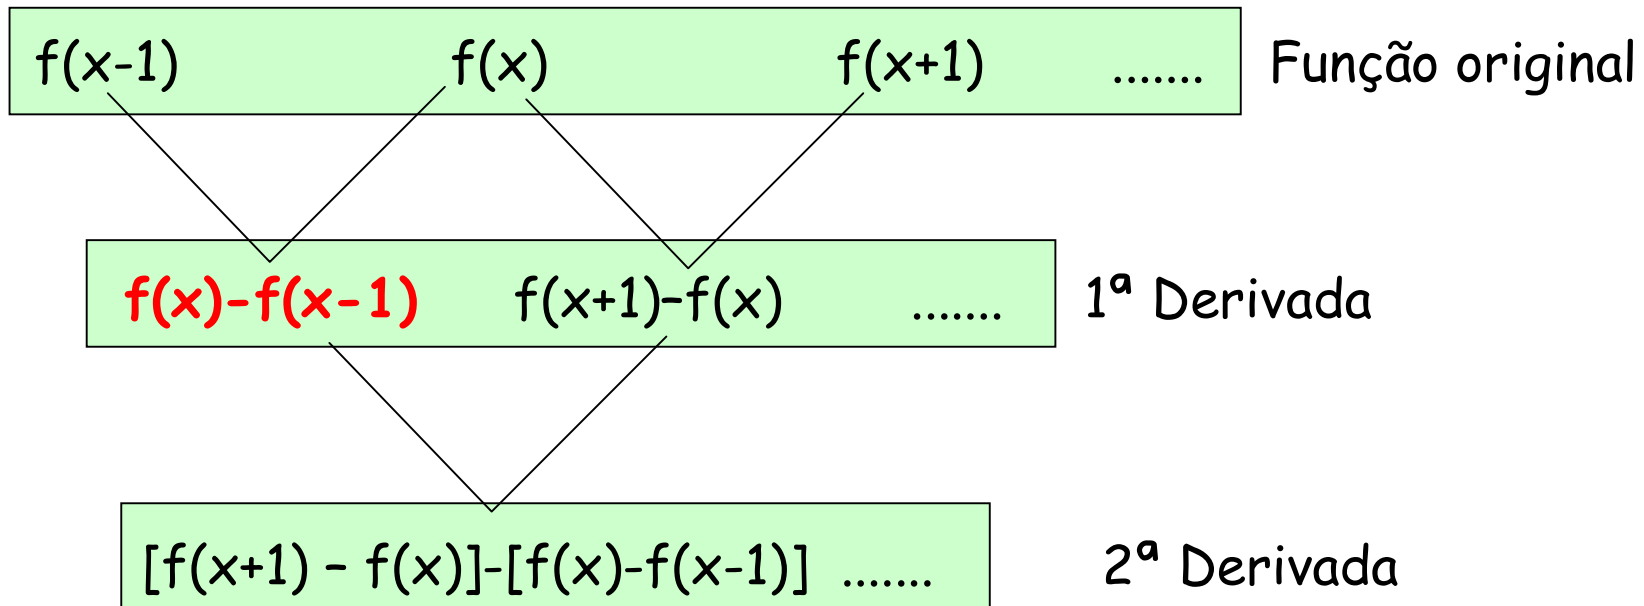 f(x-1) f(x) f(x+1) ....... Função original
f(x)-f(x-1) f(x+1)-f(x) ....... 1ª Derivada
[f(x+1) - f(x)]-[f(x)-f(x-1)] ....... 2ª Derivada